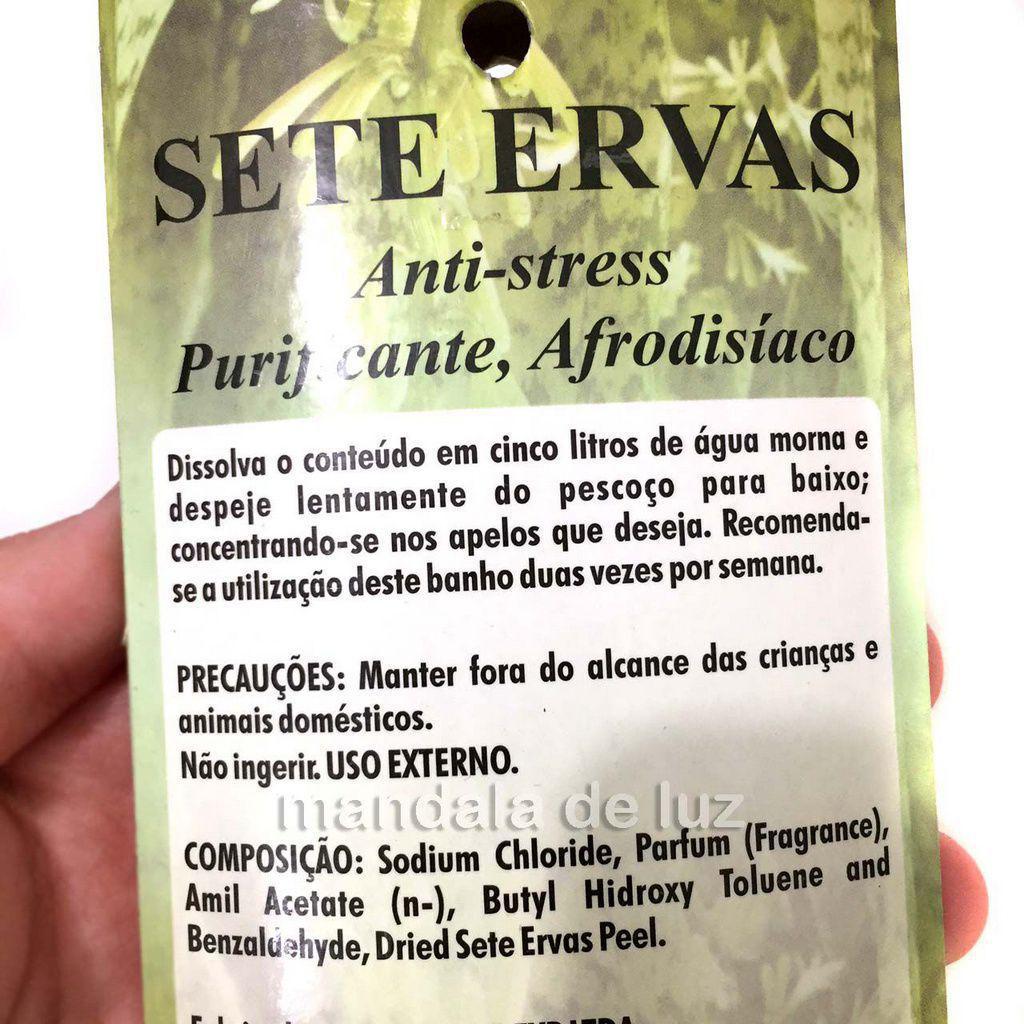 SETE ERVAS
Anti-stress
Purificante, Afrodisíaco
Dissolva o conteúdo em cinco litros de água morna e
despeje lentamente do pescoço para baixo;
concentrando-se nos apelos que deseja. Recomenda-
se a utilização deste banho duas vezes por semana.
PRECAUÇÕES: Manter fora do alcance das crianças e
animais domésticos.
Não ingerir. USO EXTERNO.
mandala de luz
COMPOSIÇÃO: Sodium Chloride, Parfum (Fragrance),
Amil Acetate (n-), Butyl Hidroxy Toluene and
Benzaldehyde, Dried Sete Ervas Peel.